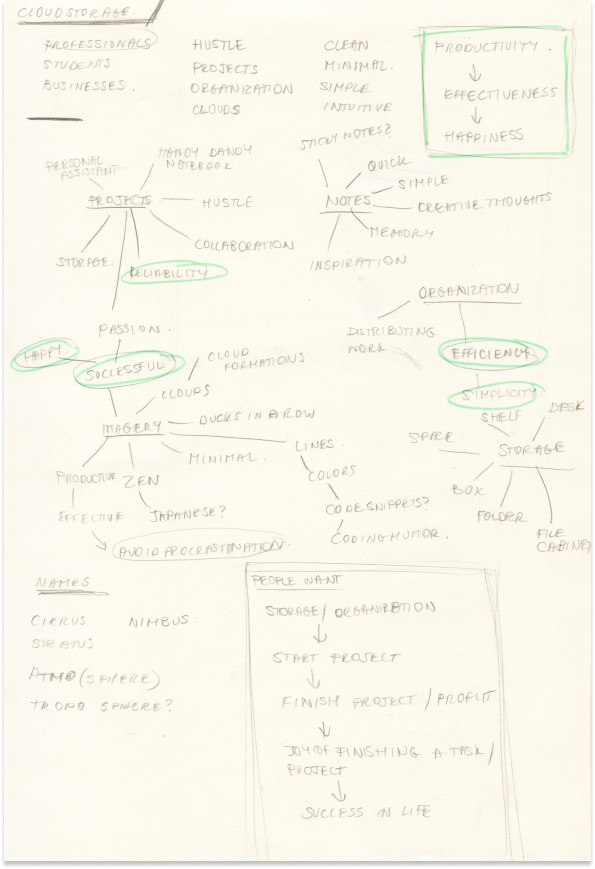 CLOUD STORAGE.
PROFESSIONALS
STUDENTS
BUSINESSES.
HUSTLE
PROJECTS
ORGANIZATION
CLOUDS
CLEAN
MINIMAL.
SIMPLE
INTUITIVE
PRODUCTIVITY.
EFFECTIVENESS
HAPPINESS
PERSONAL
ASSISTANT
HANDY DANDY
NOTEBOOK
PROJECTS
HUSTLE
COLLABORATION
STORAGE.
RELIABILITY
PASSION.
STICKY NOTES?
QUICK
SIMPLE
NOTES
CREATIVE THOUGHTS
MEMORY
INSPIRATION
ORGANIZATION
DISTRIBUTING
WORK
EFFICIENCY
SIMPLICITY.
HAPPY.
SUCCESSFUL
CLOUD
FORMATIONS.
CLOUDS
IMAGERY
DUCKS IN A ROW
MINIMAL.
LINES.
COLORS
CODE SNIPPETS?
CODING HUMOR.
PRODUCTIVE
ZEN
EFFECTIVE
JAPANESE?
AVOID PROCRASTINATION.
SHELF
DESK
SPACE
STORAGE
BOX
FOLDER
FILE
CABINET
NAMES
CIRRUS
NIMBUS.
STRATUS
ATMO (SPHERE)
TROPO SPHERE?
PEOPLE WANT
STORAGE/ ORGANIZATION
START PROJECT
FINISH PROJECT / PROFIT
JOY OF FINISHING A TASK/
PROJECT
SUCCESS IN LIFE